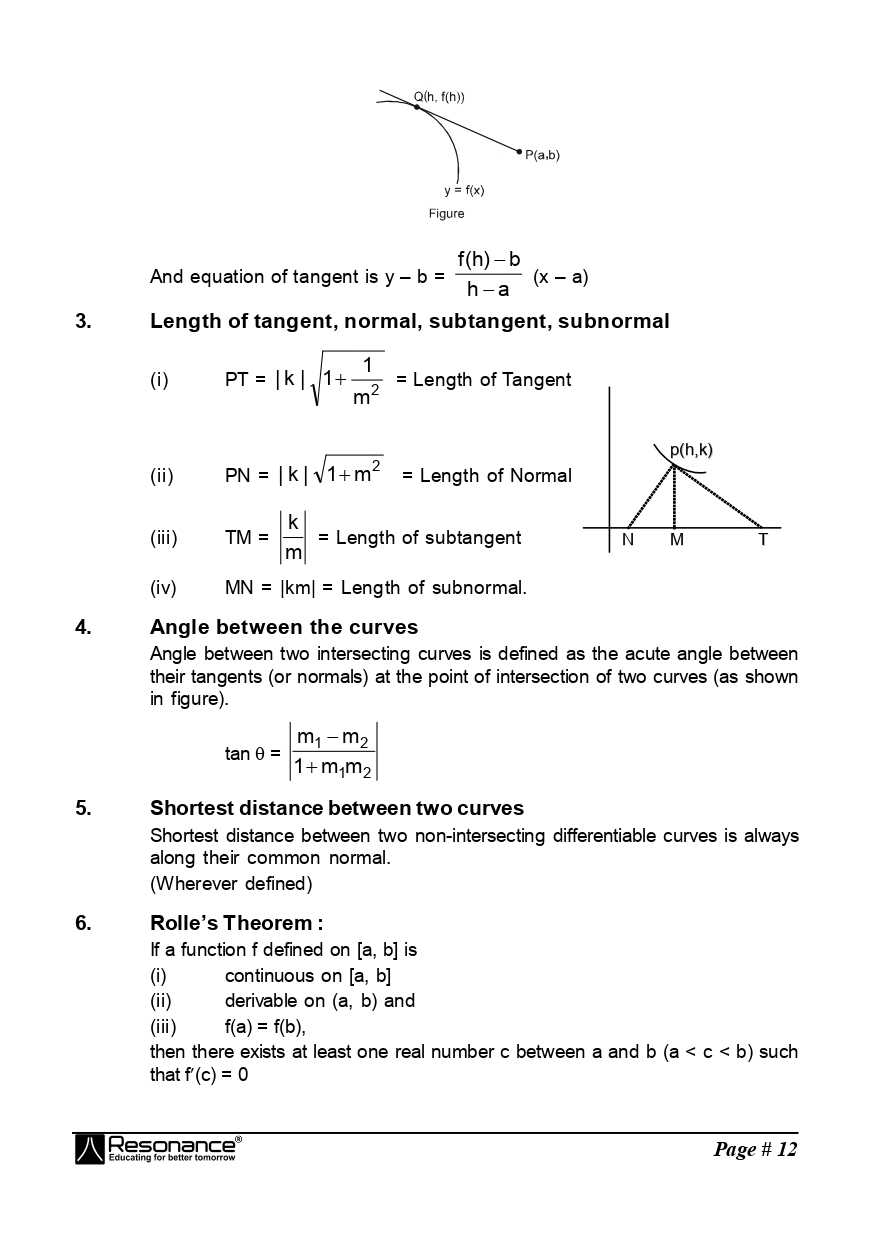 Q(h, f(h))
P(a,b)
y = f(x)
Figure
And equation of tangent is y – b = \frac{f(h) − b}{h − a} (x – a)
3. Length of tangent, normal, subtangent, subnormal
(i) PT = |k| \sqrt{1 + \frac{1}{m^2}} = Length of Tangent
p(h,k)
(ii) PN = |k| \sqrt{1 + m^2} = Length of Normal
N M T
(iii) TM = \left|\frac{k}{m}\right| = Length of subtangent
(iv) MN = |km| = Length of subnormal.
4. Angle between the curves
Angle between two intersecting curves is defined as the acute angle between
their tangents (or normals) at the point of intersection of two curves (as shown
in figure).
tan θ = \left|\frac{m_1 − m_2}{1 + m_1m_2}\right|
5. Shortest distance between two curves
Shortest distance between two non-intersecting differentiable curves is always
along their common normal.
(Wherever defined)
6. Rolle’s Theorem :
If a function f defined on [a, b] is
(i) continuous on [a, b]
(ii) derivable on (a, b) and
(iii) f(a) = f(b),
then there exists at least one real number c between a and b (a < c < b) such
that f′(c) = 0
Resonance®
Educating for better tomorrow
Page # 12